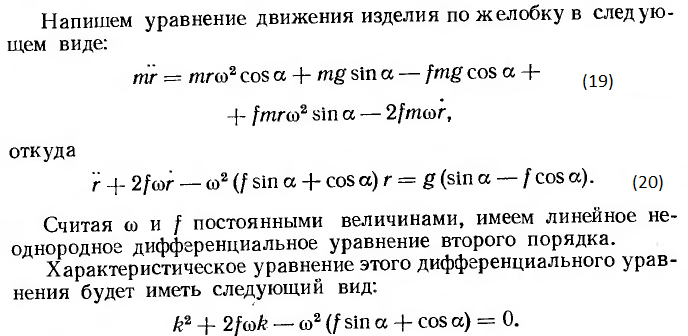 Напишем уравнение движения изделия по желобку в следую-
щем виде:
mr̈ = mrω² cos α + mg sin α — fmg cos α + (19)
+ fmrω² sin α — 2fmωṙ,
откуда
r̈ + 2fωṙ — ω² (f sin α + cos α) r = g (sin α — f cos α). (20)
Считая ω и f постоянными величинами, имеем линейное не-
однородное дифференциальное уравнение второго порядка.
Характеристическое уравнение этого дифференциального урав-
нения будет иметь следующий вид:
k² + 2fωk — ω² (f sin α + cos α) = 0.